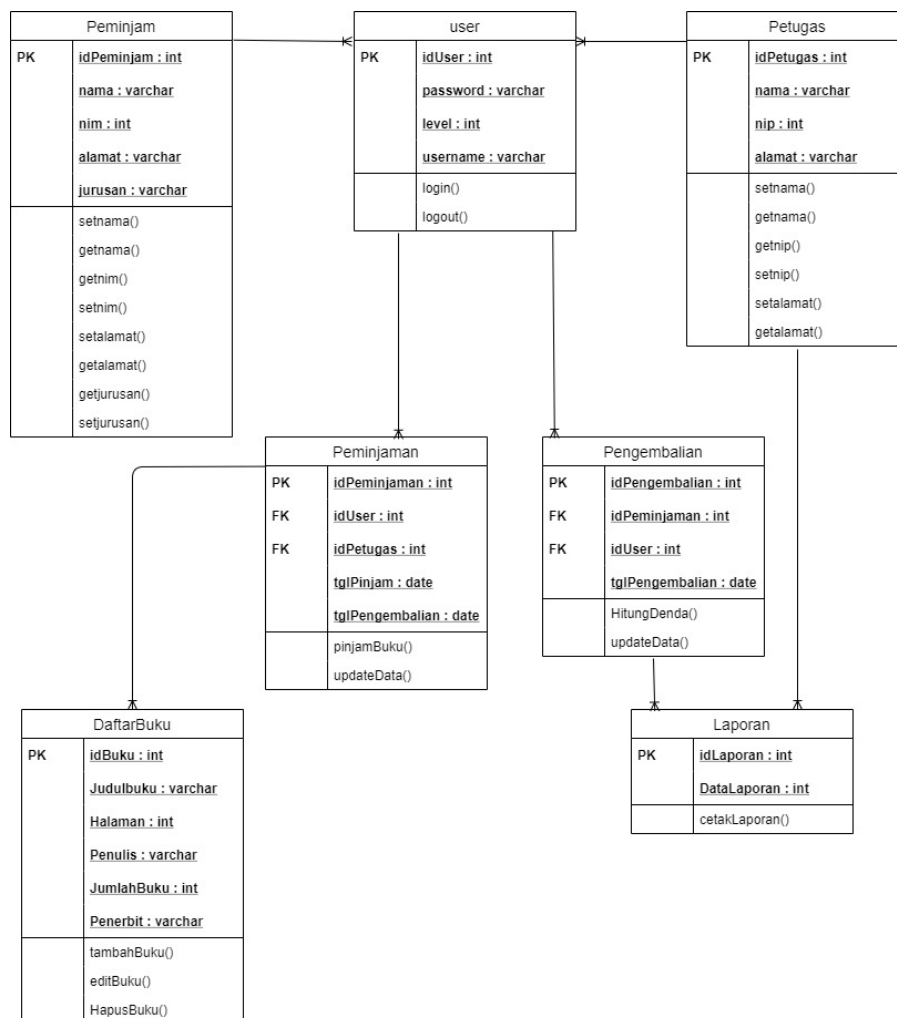 Peminjam
PK idPeminjam : int
nama : varchar
nim : int
alamat : varchar
jurusan : varchar
setnama()
getnama()
getnim()
setnim()
setalamat()
getalamat()
getjurusan()
setjurusan()
user
PK idUser : int
password : varchar
level : int
username : varchar
login()
logout()
Petugas
PK idPetugas : int
nama : varchar
nip : int
alamat : varchar
setnama()
getnama()
getnip()
setnip()
setalamat()
getalamat()
Peminjaman
PK idPeminjaman : int
FK idUser : int
FK idPetugas : int
tglPinjam : date
tglPengembalian : date
pinjamBuku()
updateData()
Pengembalian
PK idPengembalian : int
FK idPeminjaman : int
FK idUser : int
tglPengembalian : date
HitungDenda()
updateData()
DaftarBuku
PK idBuku : int
Judulbuku : varchar
Halaman : int
Penulis : varchar
JumlahBuku : int
Penerbit : varchar
tambahBuku()
editBuku()
HapusBuku()
Laporan
PK idLaporan : int
DataLaporan : int
cetakLaporan()